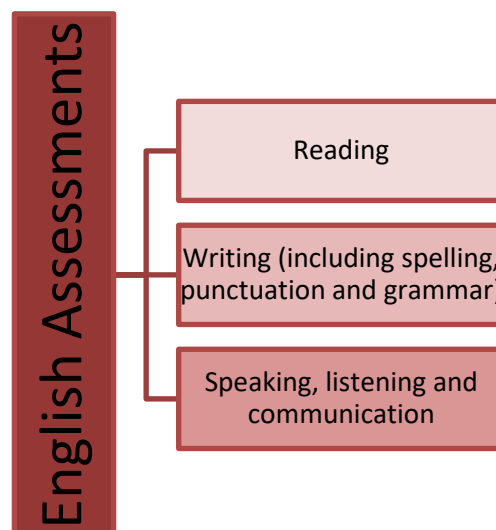 English Assessments
Reading
Writing (including spelling,
punctuation and grammar)
Speaking, listening and
communication